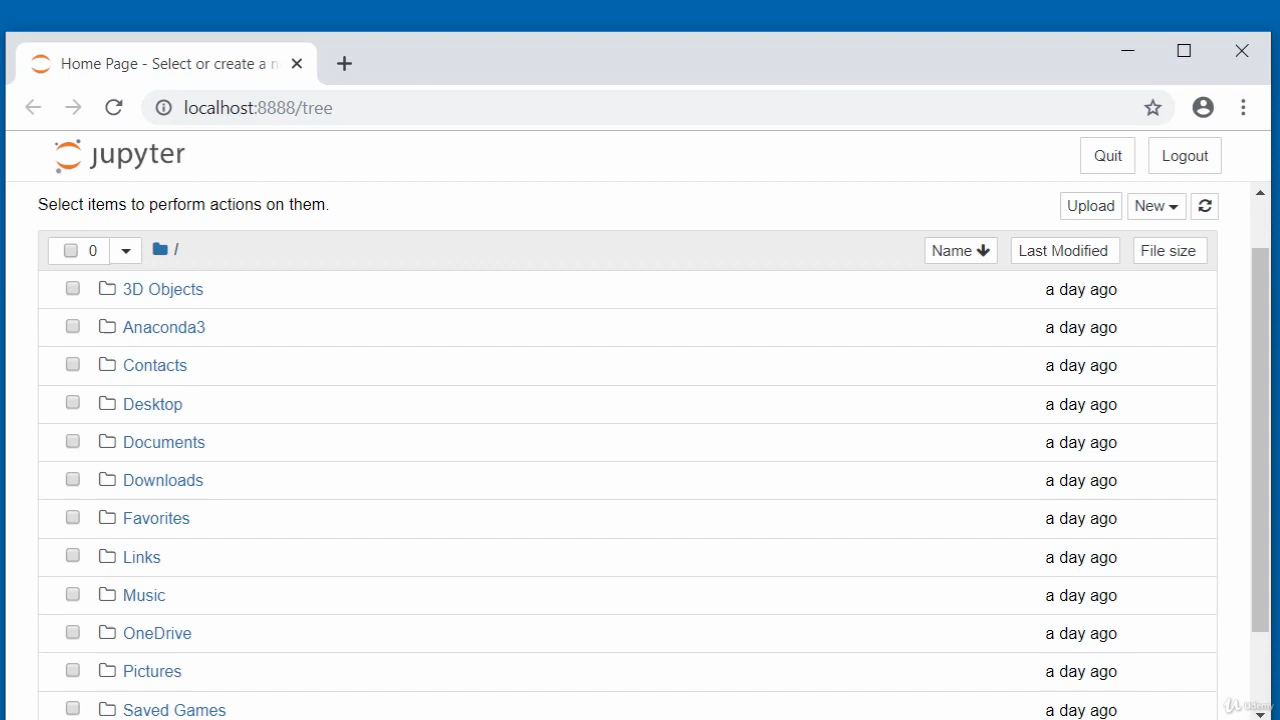 Home Page - Select or create a n
localhost:8888/tree
jupyter
Quit
Logout
Select items to perform actions on them.
Upload
New
0
/
Name
Last Modified
File size
3D Objects a day ago
Anaconda3 a day ago
Contacts a day ago
Desktop a day ago
Documents a day ago
Downloads a day ago
Favorites a day ago
Links a day ago
Music a day ago
OneDrive a day ago
Pictures a day ago
Saved Games a day ago
Udemy